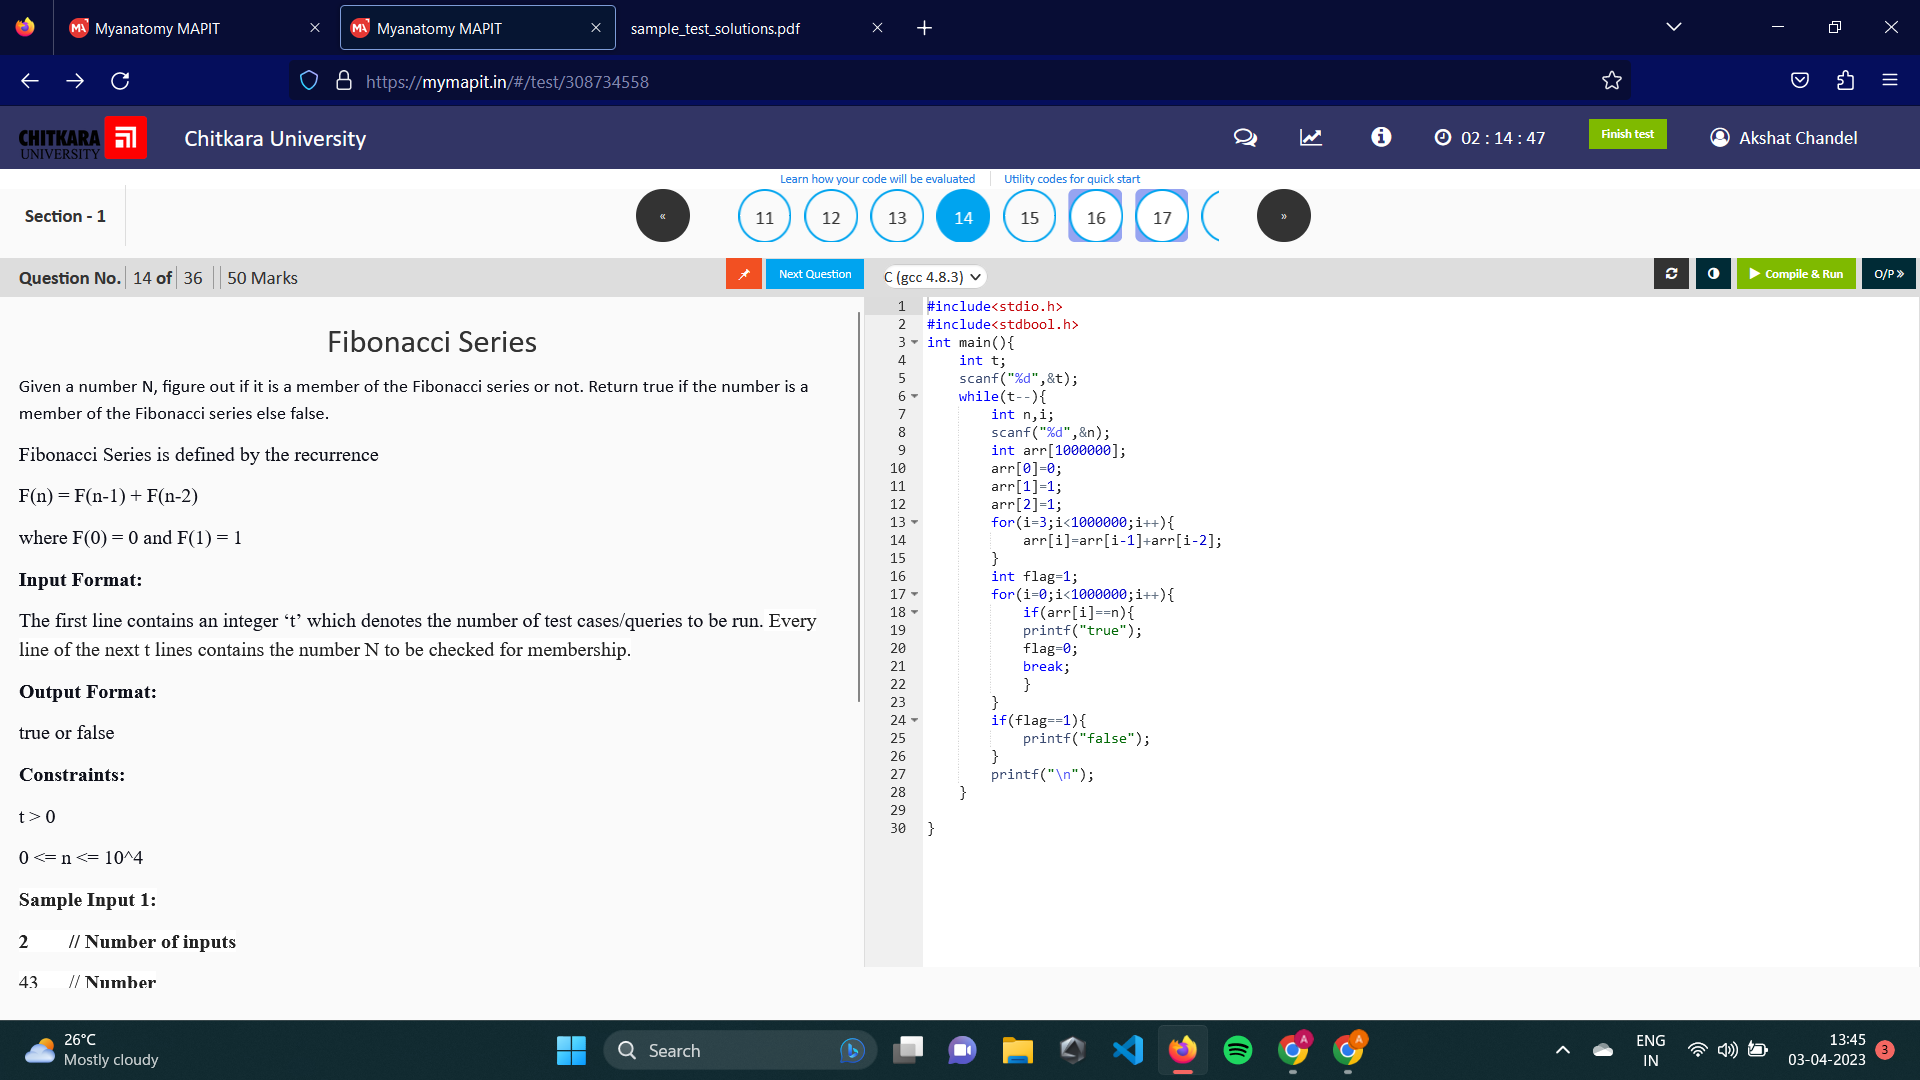 Myanatomy MAPIT
Myanatomy MAPIT
sample_test_solutions.pdf
https://mymapit.in/#/test/308734558
CHITKARA
UNIVERSITY
Chitkara University
02 : 14 : 47
Finish test
Akshat Chandel
Learn how your code will be evaluated
Utility codes for quick start
Section - 1
«
11
12
13
14
15
16
17
»
Question No. 14 of 36 50 Marks
Next Question
C (gcc 4.8.3)
Compile & Run
O/P »
Fibonacci Series
Given a number N, figure out if it is a member of the Fibonacci series or not. Return true if the number is a
member of the Fibonacci series else false.
Fibonacci Series is defined by the recurrence
F(n) = F(n-1) + F(n-2)
where F(0) = 0 and F(1) = 1
Input Format:
The first line contains an integer ‘t’ which denotes the number of test cases/queries to be run. Every
line of the next t lines contains the number N to be checked for membership.
Output Format:
true or false
Constraints:
t > 0
0 <= n <= 10^4
Sample Input 1:
2 // Number of inputs
43 // Number
1 #include<stdio.h>
2 #include<stdbool.h>
3 int main(){
4 int t;
5 scanf("%d",&t);
6 while(t--){
7 int n,i;
8 scanf("%d",&n);
9 int arr[1000000];
10 arr[0]=0;
11 arr[1]=1;
12 arr[2]=1;
13 for(i=3;i<1000000;i++){
14 arr[i]=arr[i-1]+arr[i-2];
15 }
16 int flag=1;
17 for(i=0;i<1000000;i++){
18 if(arr[i]==n){
19 printf("true");
20 flag=0;
21 break;
22 }
23 }
24 if(flag==1){
25 printf("false");
26 }
27 printf("\n");
28 }
29
30 }
26°C
Mostly cloudy
Search
A
A
ENG
IN
13:45
03-04-2023
3